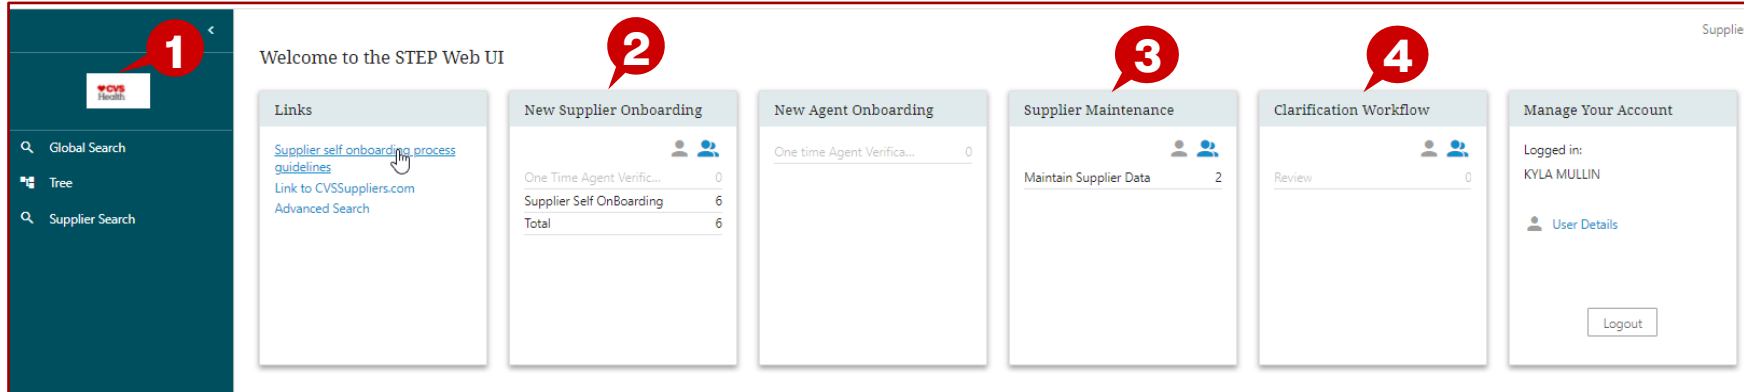 Supplie
1
2
3
4
Welcome to the STEP Web UI
♥CVS
Health
Global Search
Tree
Supplier Search
Links
Supplier self onboarding process
guidelines
Link to CVSSuppliers.com
Advanced Search
New Supplier Onboarding
One Time Agent Verific... 0
Supplier Self OnBoarding 6
Total 6
New Agent Onboarding
One time Agent Verifica... 0
Supplier Maintenance
Maintain Supplier Data 2
Clarification Workflow
Review 0
Manage Your Account
Logged in:
KYLA MULLIN
User Details
Logout